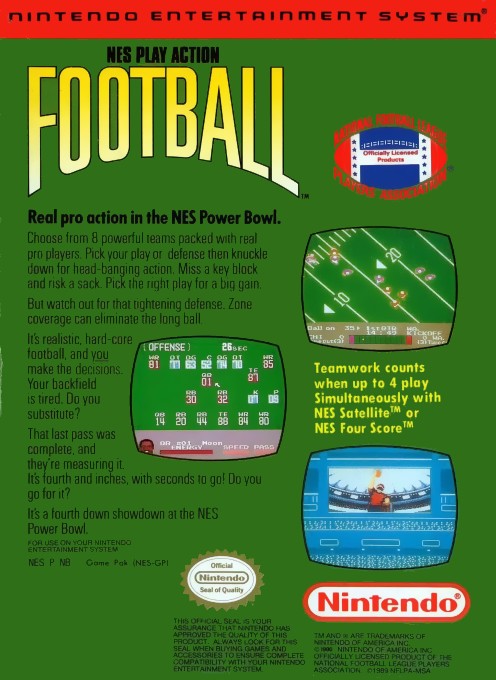 NINTENDO ENTERTAINMENT SYSTEM®
NES PLAY ACTION
FOOTBALL™
NATIONAL FOOTBALL LEAGUE
Officially Licensed
Products
PLAYERS ASSOCIATION
Real pro action in the NES Power Bowl.
Choose from 8 powerful teams packed with real
pro players. Pick your play or defense then knuckle
down for head-banging action. Miss a key block
and risk a sack. Pick the right play for a big gain.
But watch out for that tightening defense. Zone
coverage can eliminate the long ball.
It's realistic, hard-core
football, and you
make the decisions.
Your backfield
is tired. Do you
substitute?
That last pass was
complete, and
they're measuring it.
It's fourth and inches, with seconds to go! Do you
go for it?
It's a fourth down showdown at the NES
Power Bowl.
(OFFENSE) 26SEC
WR OT OG C OG OT WR
81 63 52 74 85
QB TE
01 87
RB RB
30 32 09
QB RB RB TE WR WR
14 20 44 88 84 80
QB #01 Moon
ENERGY SPEED PASS
20
10
Ball on 35 1st WA.
KICKOFF
Teamwork counts
when up to 4 play
Simultaneously with
NES Satellite™ or
NES Four Score™
FOR USE ON YOUR NINTENDO
ENTERTAINMENT SYSTEM
NES P NB Game Pak (NES-GP)
Official
Nintendo
Seal of Quality
Nintendo®
THIS OFFICIAL SEAL IS YOUR
ASSURANCE THAT NINTENDO HAS
APPROVED THE QUALITY OF THIS
PRODUCT. ALWAYS LOOK FOR THIS
SEAL WHEN BUYING GAMES AND
ACCESSORIES TO ENSURE COMPLETE
COMPATIBILITY WITH YOUR NINTENDO
ENTERTAINMENT SYSTEM.
TM AND ® ARE TRADEMARKS OF
NINTENDO OF AMERICA INC.
NINTENDO OF AMERICA INC.
OFFICIALLY LICENSED PRODUCT OF THE
NATIONAL FOOTBALL LEAGUE PLAYERS
ASSOCIATION. ©1989 NFLPA-MSA